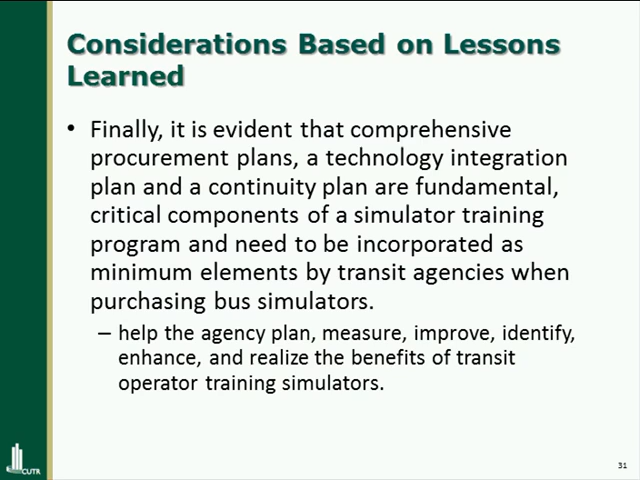 Considerations Based on Lessons
Learned
• Finally, it is evident that comprehensive
procurement plans, a technology integration
plan and a continuity plan are fundamental,
critical components of a simulator training
program and need to be incorporated as
minimum elements by transit agencies when
purchasing bus simulators.
– help the agency plan, measure, improve, identify,
enhance, and realize the benefits of transit
operator training simulators.
CUTR
31